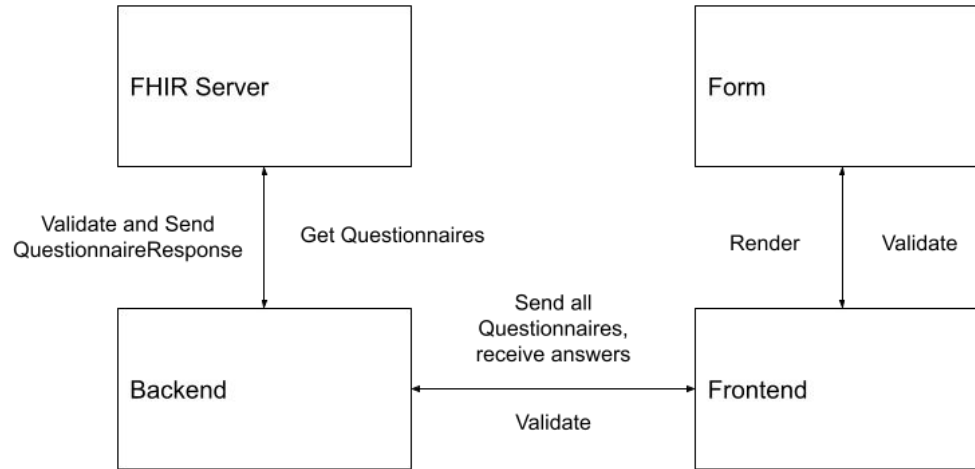 FHIR Server
Form
Validate and Send
QuestionnaireResponse
Get Questionnaires
Render
Validate
Send all
Questionnaires,
receive answers
Backend
Frontend
Validate